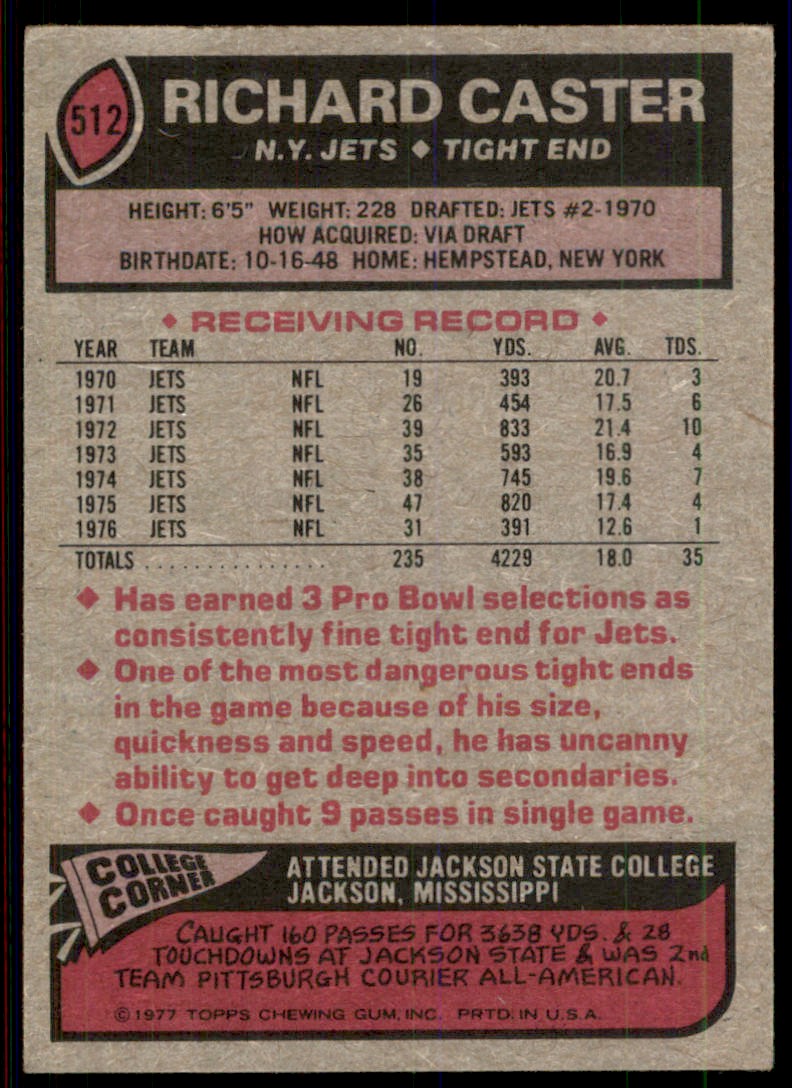 512
RICHARD CASTER
N.Y. JETS ♦ TIGHT END
HEIGHT: 6'5" WEIGHT: 228 DRAFTED: JETS #2-1970
HOW ACQUIRED: VIA DRAFT
BIRTHDATE: 10-16-48 HOME: HEMPSTEAD, NEW YORK
♦ RECEIVING RECORD ♦
YEAR TEAM NO. YDS. AVG. TDS.
1970 JETS NFL 19 393 20.7 3
1971 JETS NFL 26 454 17.5 6
1972 JETS NFL 39 833 21.4 10
1973 JETS NFL 35 593 16.9 4
1974 JETS NFL 38 745 19.6 7
1975 JETS NFL 47 820 17.4 4
1976 JETS NFL 31 391 12.6 1
TOTALS ............... 235 4229 18.0 35
♦ Has earned 3 Pro Bowl selections as
consistently fine tight end for Jets.
♦ One of the most dangerous tight ends
in the game because of his size,
quickness and speed, he has uncanny
ability to get deep into secondaries.
♦ Once caught 9 passes in single game.
COLLEGE
CORNER
ATTENDED JACKSON STATE COLLEGE
JACKSON, MISSISSIPPI
CAUGHT 160 PASSES FOR 3638 YDS. & 28
TOUCHDOWNS AT JACKSON STATE & WAS 2nd
TEAM PITTSBURGH COURIER ALL-AMERICAN.
©1977 TOPPS CHEWING GUM, INC. PRTD. IN U.S.A.